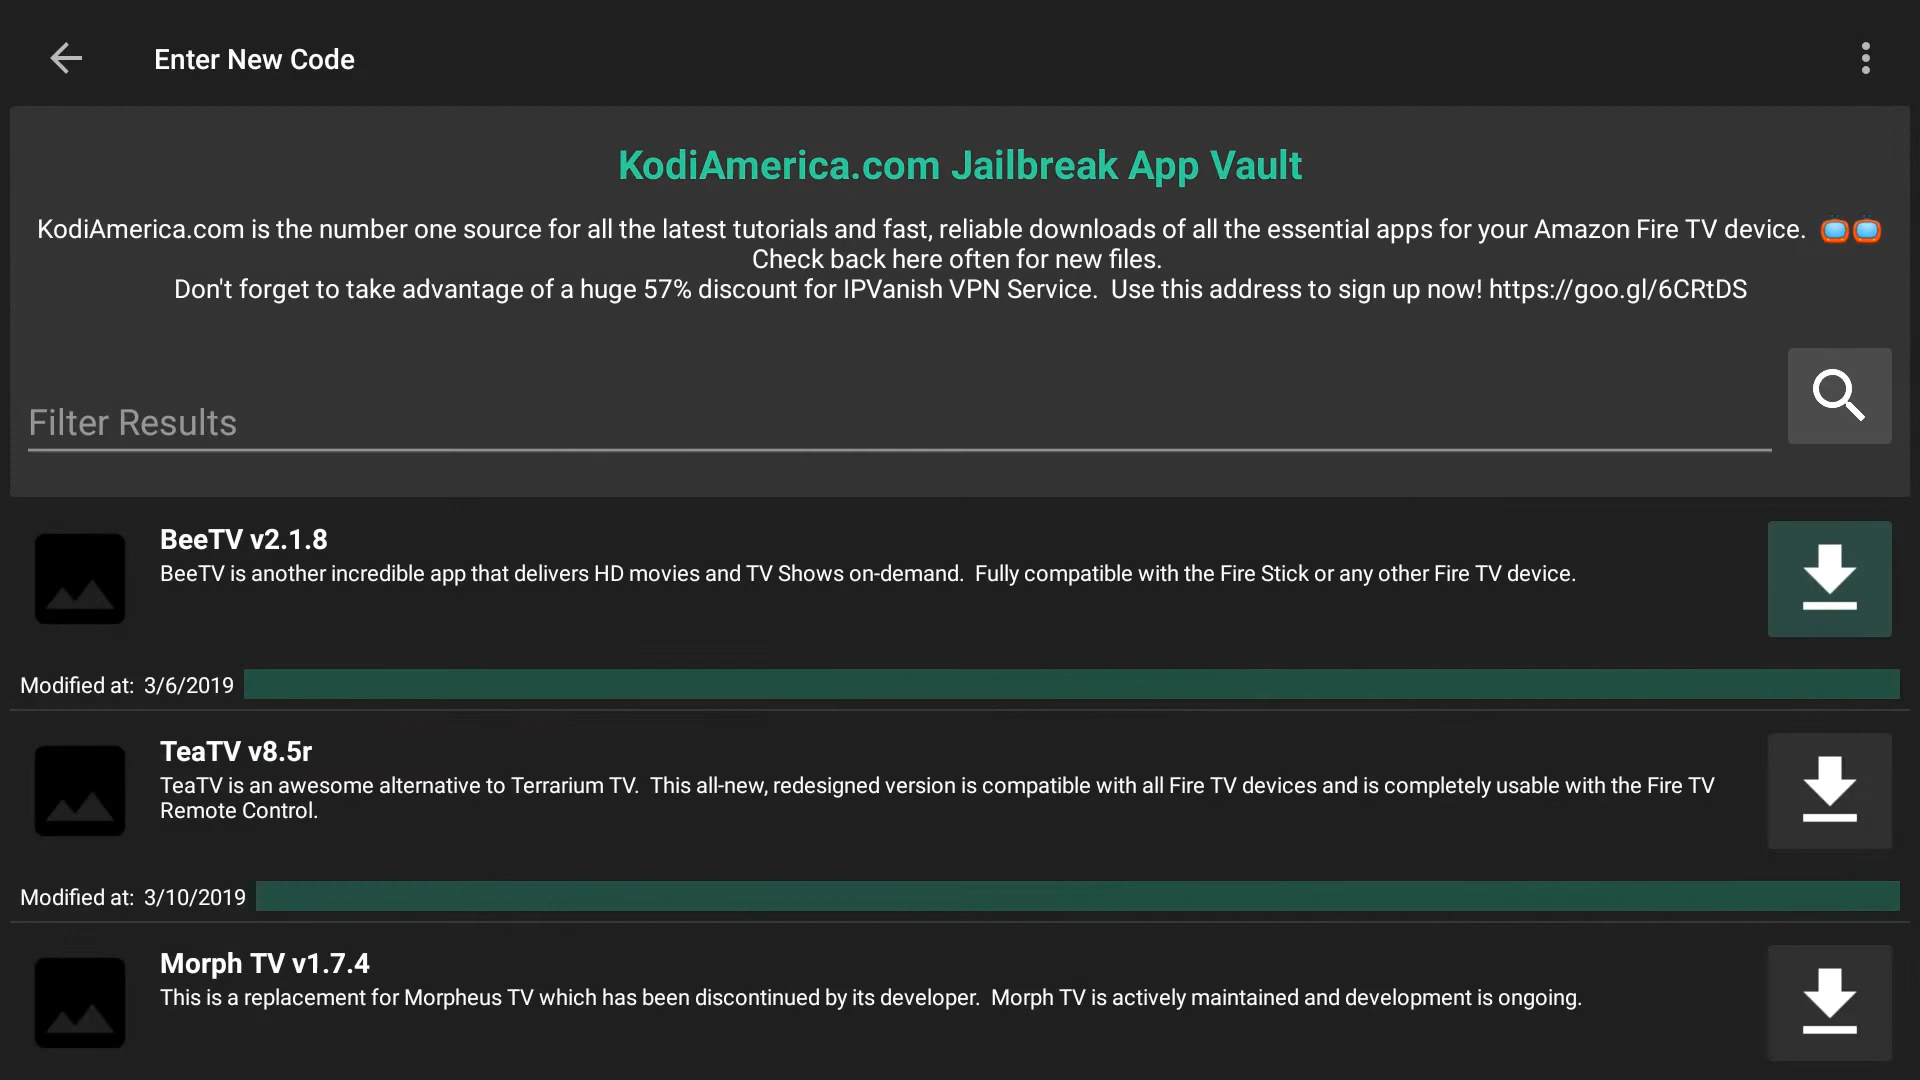 Enter New Code
KodiAmerica.com Jailbreak App Vault
KodiAmerica.com is the number one source for all the latest tutorials and fast, reliable downloads of all the essential apps for your Amazon Fire TV device.
Check back here often for new files.
Don't forget to take advantage of a huge 57% discount for IPVanish VPN Service.  Use this address to sign up now! https://goo.gl/6CRtDS
Filter Results
BeeTV v2.1.8
BeeTV is another incredible app that delivers HD movies and TV Shows on-demand.  Fully compatible with the Fire Stick or any other Fire TV device.
Modified at:  3/6/2019
TeaTV v8.5r
TeaTV is an awesome alternative to Terrarium TV.  This all-new, redesigned version is compatible with all Fire TV devices and is completely usable with the Fire TV
Remote Control.
Modified at:  3/10/2019
Morph TV v1.7.4
This is a replacement for Morpheus TV which has been discontinued by its developer.  Morph TV is actively maintained and development is ongoing.